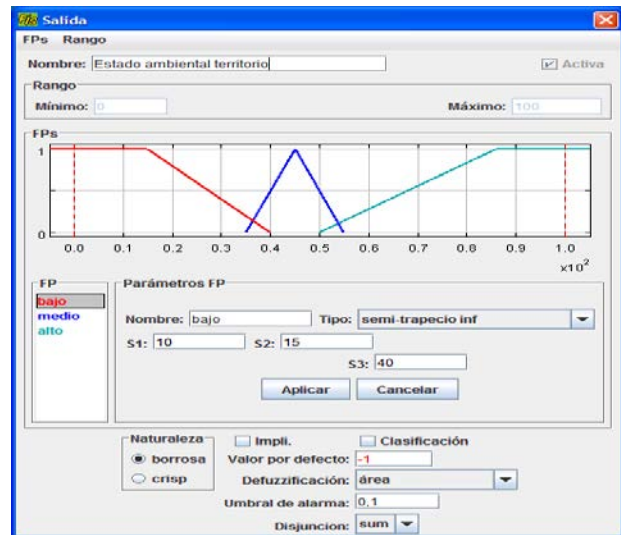 Salida
FPs Rango
Nombre: Estado ambiental territorio Activa
Rango
Mínimo: 0 Máximo: 100
FPs
1
0
0.0 0.1 0.2 0.3 0.4 0.5 0.6 0.7 0.8 0.9 1.0
x10²
FP
bajo
medio
alto
Parámetros FP
Nombre: bajo Tipo: semi-trapecio inf
S1: 10 S2: 15
S3: 40
Aplicar Cancelar
Naturaleza
borrosa
crisp
Impli. Clasificación
Valor por defecto: -1
Defuzzificación: área
Umbral de alarma: 0,1
Disjuncion: sum